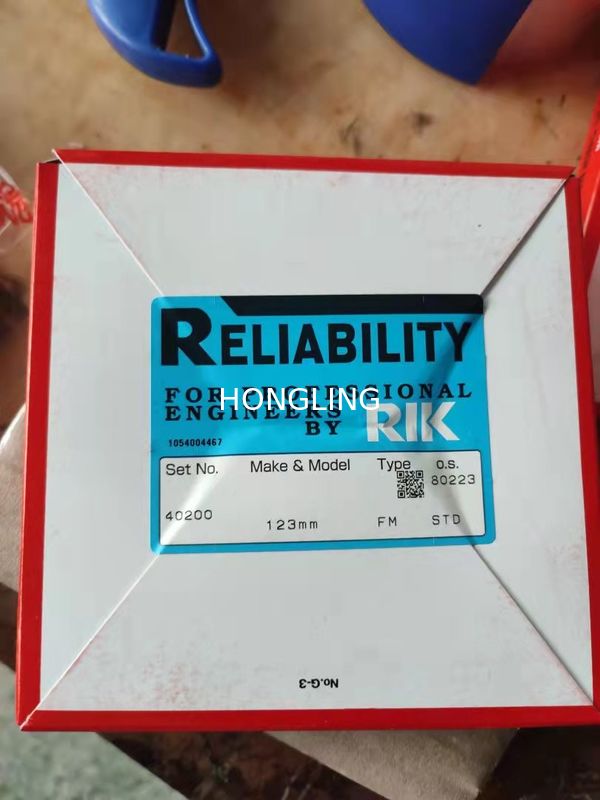 RELIABILITY
FOR PROFESSIONAL
HONGLING
ENGINEERS
BY RIK
1054004467
Set No. Make & Model Type o.s.
80223
40200 123mm FM STD
No.G-3